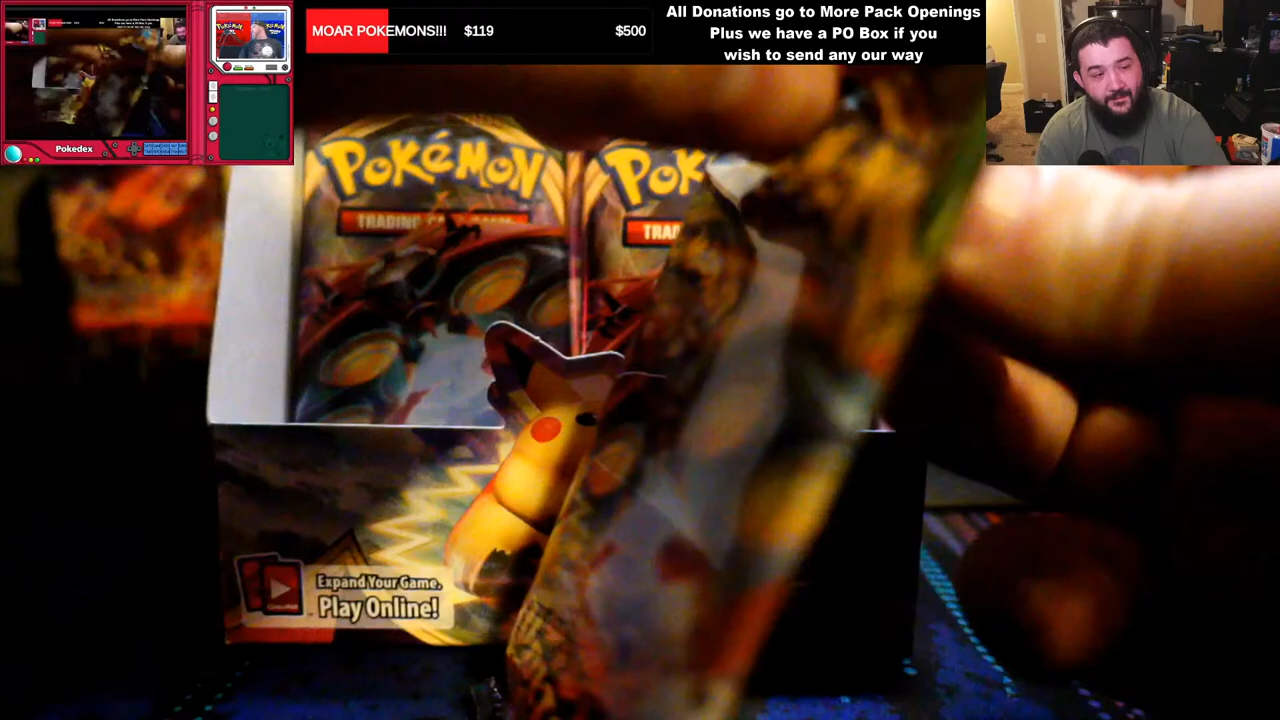 MOAR POKEMONS!!! $119 $500
All Donations go to More Pack Openings
Plus we have a PO Box if you
wish to send any our way
Pokedex
POKéMON
TRADING CARD GAME
POK
TRAD
Expand Your Game.
Play Online!